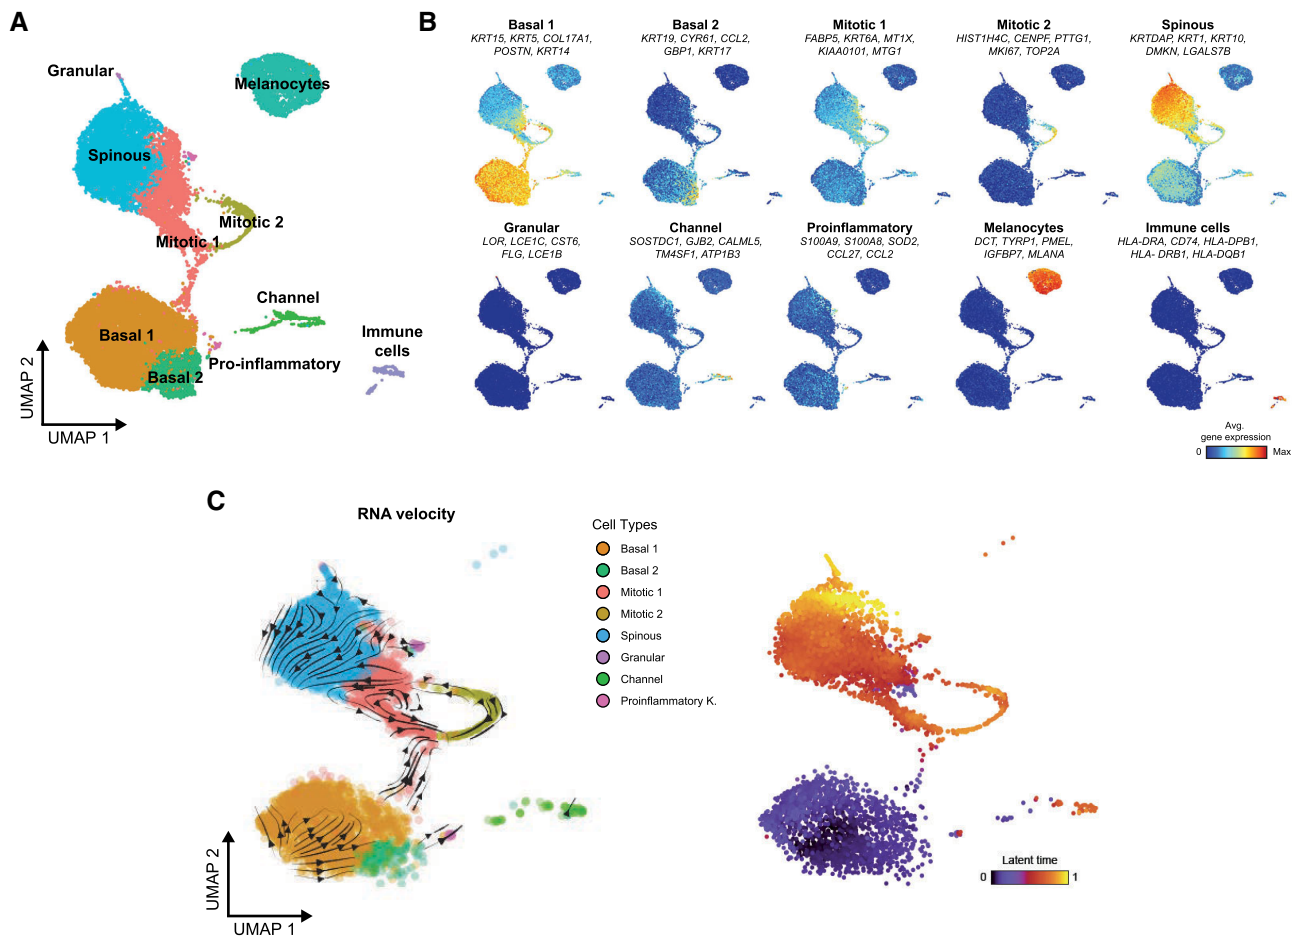 A
Granular
Melanocytes
Spinous
Mitotic 2
Mitotic 1
Channel
Basal 1
Immune
cells
Pro-inflammatory
Basal 2
UMAP 2
UMAP 1
B
Basal 1
KRT15, KRT5, COL17A1,
POSTN, KRT14
Basal 2
KRT19, CYR61, CCL2,
GBP1, KRT17
Mitotic 1
FABP5, KRT6A, MT1X,
KIAA0101, MTG1
Mitotic 2
HIST1H4C, CENPF, PTTG1,
MKI67, TOP2A
Spinous
KRTDAP, KRT1, KRT10,
DMKN, LGALS7B
Granular
LOR, LCE1C, CST6,
FLG, LCE1B
Channel
SOSTDC1, GJB2, CALML5,
TM4SF1, ATP1B3
Proinflammatory
S100A9, S100A8, SOD2,
CCL27, CCL2
Melanocytes
DCT, TYRP1, PMEL,
IGFBP7, MLANA
Immune cells
HLA-DRA, CD74, HLA-DPB1,
HLA- DRB1, HLA-DQB1
Avg.
gene expression
0 Max
C
RNA velocity
Cell Types
Basal 1
Basal 2
Mitotic 1
Mitotic 2
Spinous
Granular
Channel
Proinflammatory K.
UMAP 2
UMAP 1
Latent time
0 1